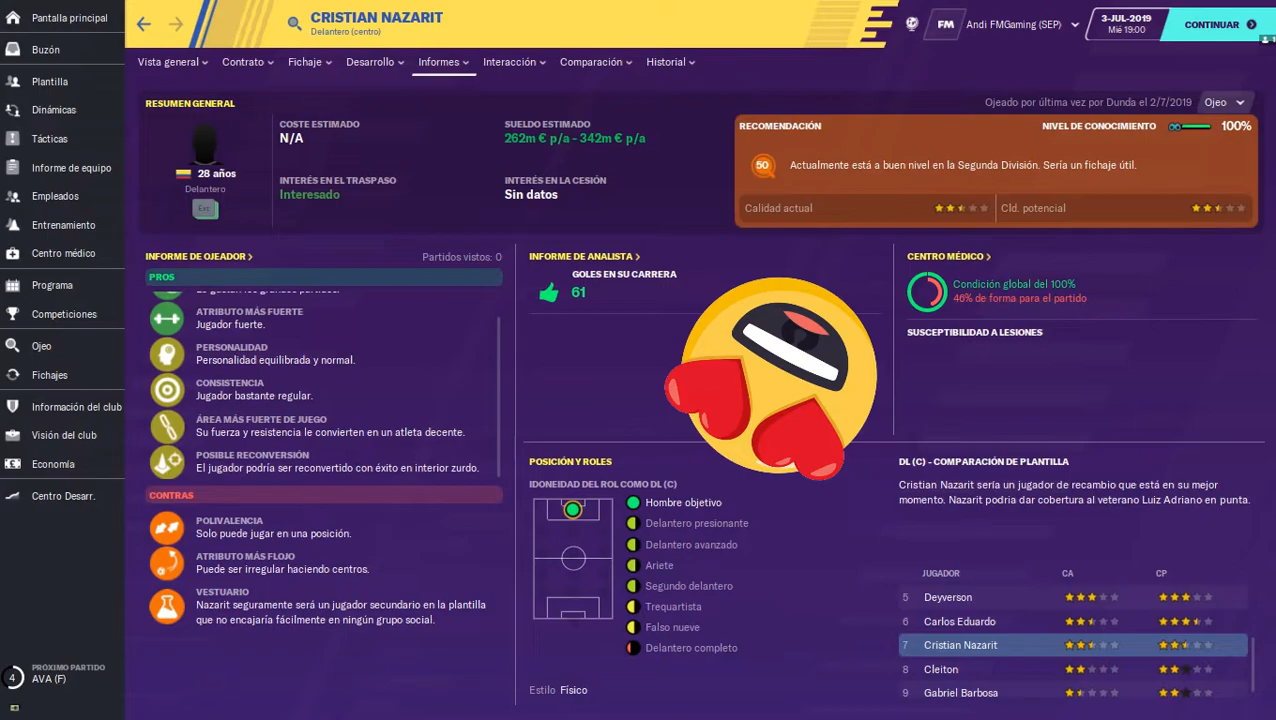 Pantalla principal
Buzón
Plantilla
Dinámicas
Tácticas
Informe de equipo
Empleados
Entrenamiento
Centro médico
Programa
Competiciones
Ojeo
Fichajes
Información del club
Visión del club
Economía
Centro Desarr.
PRÓXIMO PARTIDO
4 AVA (F)
CRISTIAN NAZARIT
Delantero (centro)
FM
Andi FMGaming (SEP)
3-JUL-2019
Mié 19:00
CONTINUAR
Vista general
Contrato
Fichaje
Desarrollo
Informes
Interacción
Comparación
Historial
RESUMEN GENERAL
Ojeado por última vez por Dunda el 2/7/2019
Ojeo
28 años
Delantero
Ext
COSTE ESTIMADO
N/A
SUELDO ESTIMADO
262m € p/a - 342m € p/a
INTERÉS EN EL TRASPASO
Interesado
INTERÉS EN LA CESIÓN
Sin datos
RECOMENDACIÓN
NIVEL DE CONOCIMIENTO 100%
50 Actualmente está a buen nivel en la Segunda División. Sería un fichaje útil.
Calidad actual
Cld. potencial
INFORME DE OJEADOR
Partidos vistos: 0
PROS
ATRIBUTO MÁS FUERTE
Jugador fuerte.
PERSONALIDAD
Personalidad equilibrada y normal.
CONSISTENCIA
Jugador bastante regular.
ÁREA MÁS FUERTE DE JUEGO
Su fuerza y resistencia le convierten en un atleta decente.
POSIBLE RECONVERSIÓN
El jugador podría ser reconvertido con éxito en interior zurdo.
CONTRAS
POLIVALENCIA
Solo puede jugar en una posición.
ATRIBUTO MÁS FLOJO
Puede ser irregular haciendo centros.
VESTUARIO
Nazarit seguramente será un jugador secundario en la plantilla
que no encajaría fácilmente en ningún grupo social.
INFORME DE ANALISTA
GOLES EN SU CARRERA
61
CENTRO MÉDICO
Condición global del 100%
46% de forma para el partido
SUSCEPTIBILIDAD A LESIONES
POSICIÓN Y ROLES
IDONEIDAD DEL ROL COMO DL (C)
Hombre objetivo
Delantero presionante
Delantero avanzado
Ariete
Segundo delantero
Trequartista
Falso nueve
Delantero completo
Estilo Físico
DL (C) - COMPARACIÓN DE PLANTILLA
Cristian Nazarit sería un jugador de recambio que está en su mejor
momento. Nazarit podria dar cobertura al veterano Luiz Adriano en punta.
JUGADOR CA CP
5 Deyverson
6 Carlos Eduardo
7 Cristian Nazarit
8 Cleiton
9 Gabriel Barbosa